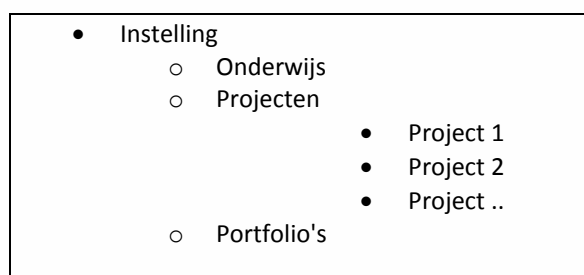 • Instelling
o Onderwijs
o Projecten
• Project 1
• Project 2
• Project ..
o Portfolio's